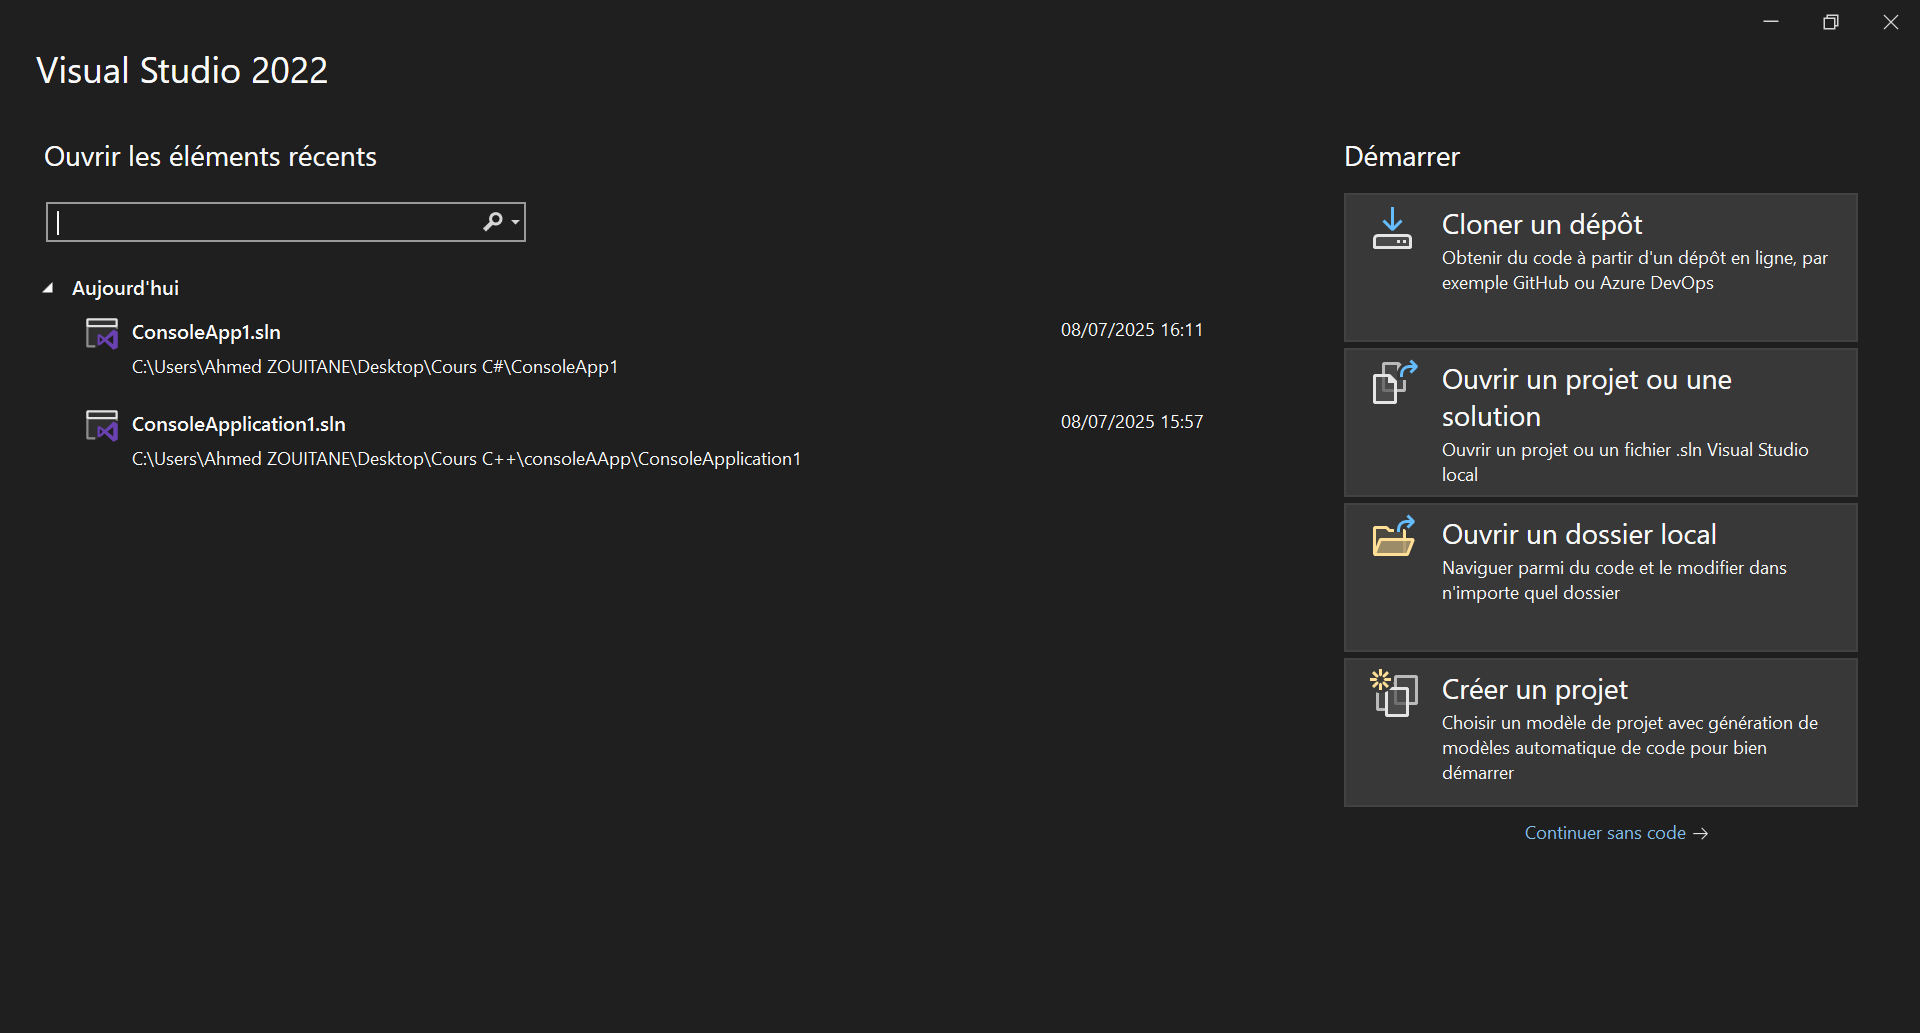 Visual Studio 2022
Ouvrir les éléments récents
Aujourd'hui
ConsoleApp1.sln
08/07/2025 16:11
C:\Users\Ahmed ZOUITANE\Desktop\Cours C#\ConsoleApp1
ConsoleApplication1.sln
08/07/2025 15:57
C:\Users\Ahmed ZOUITANE\Desktop\Cours C++\consoleAApp\ConsoleApplication1
Démarrer
Cloner un dépôt
Obtenir du code à partir d'un dépôt en ligne, par
exemple GitHub ou Azure DevOps
Ouvrir un projet ou une
solution
Ouvrir un projet ou un fichier .sln Visual Studio
local
Ouvrir un dossier local
Naviguer parmi du code et le modifier dans
n'importe quel dossier
Créer un projet
Choisir un modèle de projet avec génération de
modèles automatique de code pour bien
démarrer
Continuer sans code →